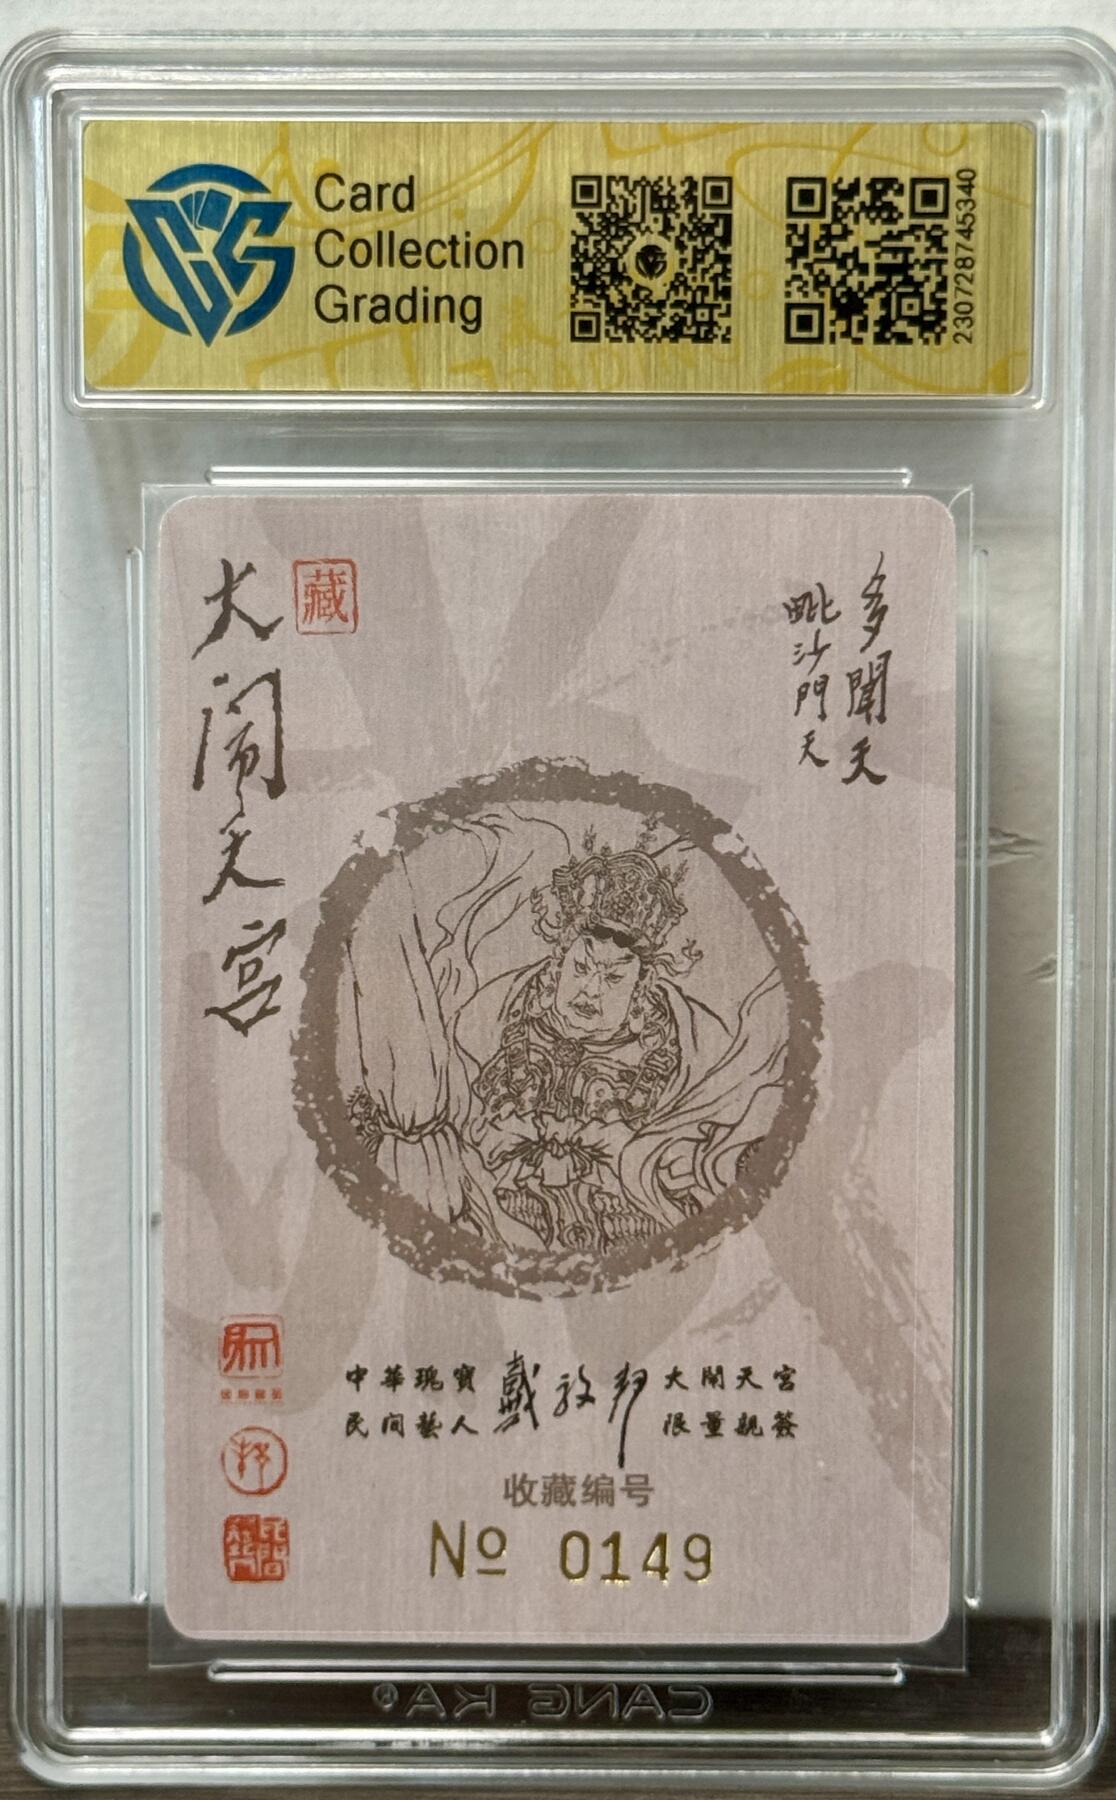 Card
Collection
Grading
230728745340
大闹天宫
藏
多聞天
毗沙門天
中華瑰寶
民间藝人
戴敦邦
大閙天宮
限量親簽
收藏编号
No 0149
CANG KA®